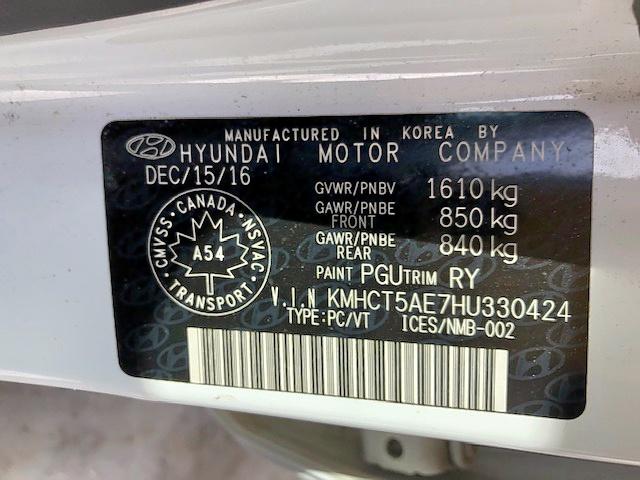 MANUFACTURED IN KOREA BY
HYUNDAI MOTOR COMPANY
DEC/15/16
GVWR/PNBV 1610 kg
GAWR/PNBE FRONT 850 kg
GAWR/PNBE REAR 840 kg
CANADA · NSVAC · TRANSPORT · CMVSS
A54
PAINT PGU TRIM RY
V.I.N KMHCT5AE7HU330424
TYPE:PC/VT ICES/NMB-002